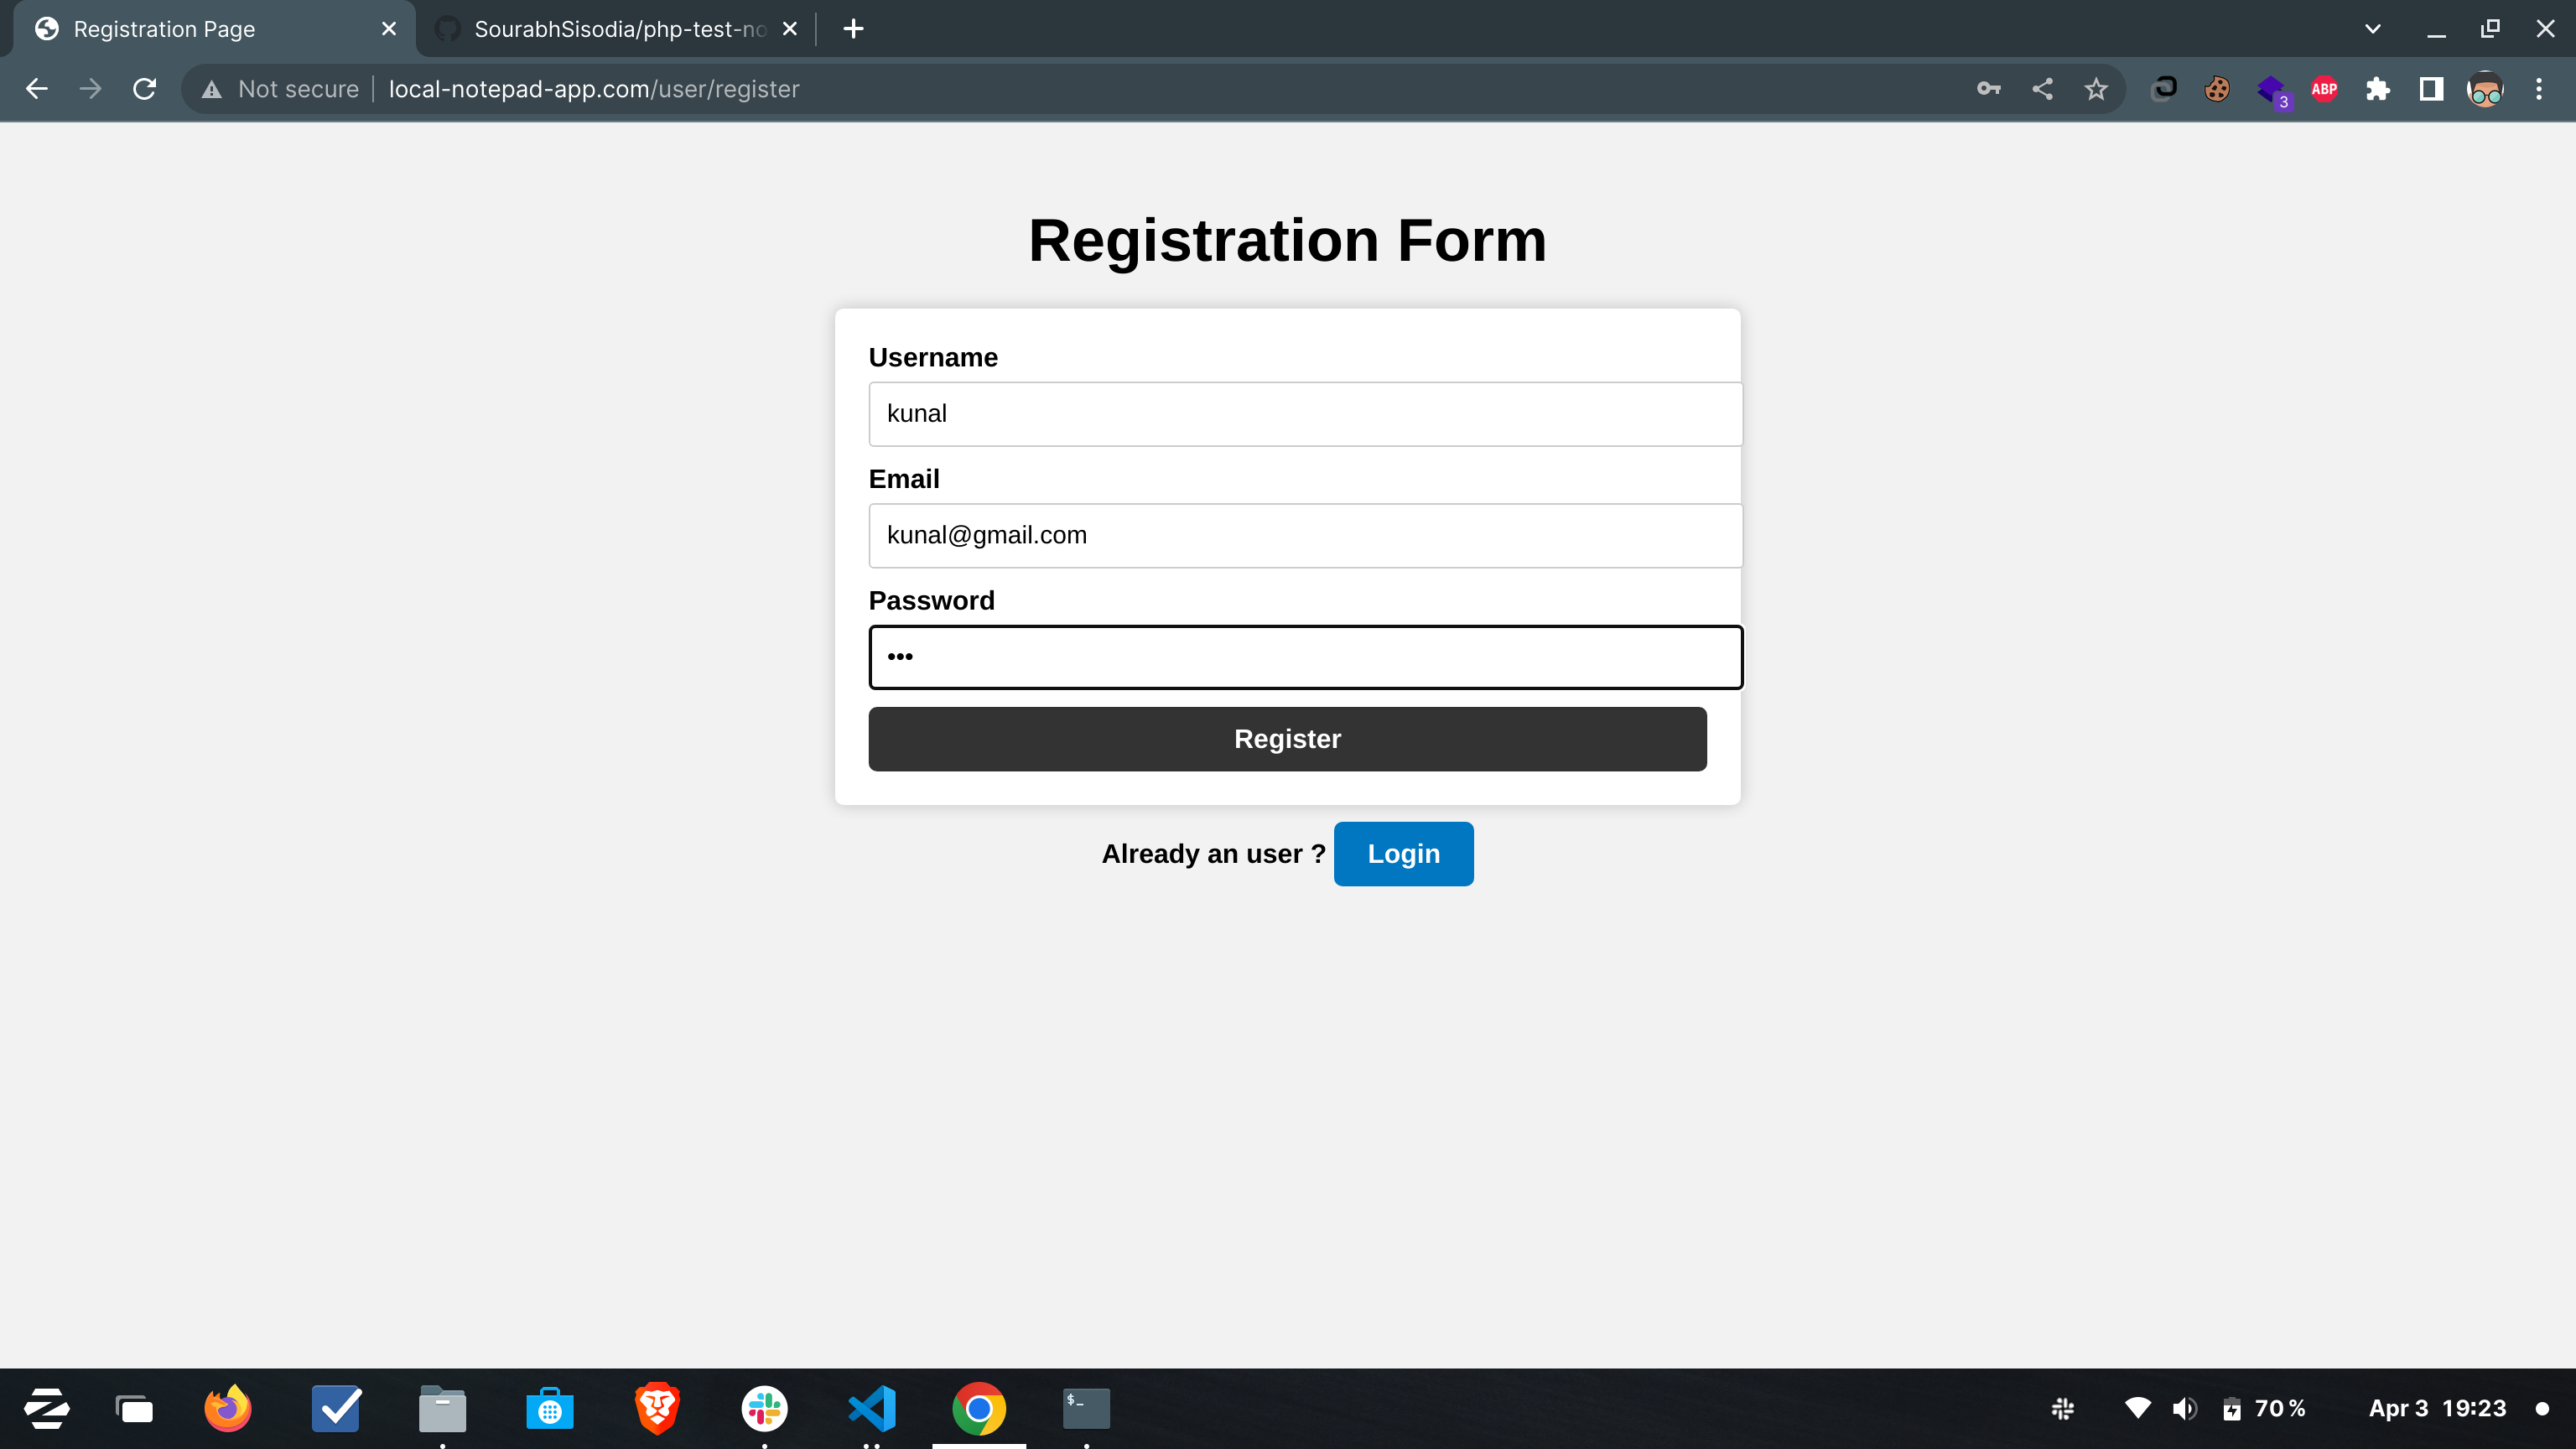 Registration Page
SourabhSisodia/php-test-no
Not secure
local-notepad-app.com/user/register
3
ABP
Registration Form
Username
kunal
Email
kunal@gmail.com
Password
•••
Register
Already an user ? Login
$_
70 %
Apr 3 19:23